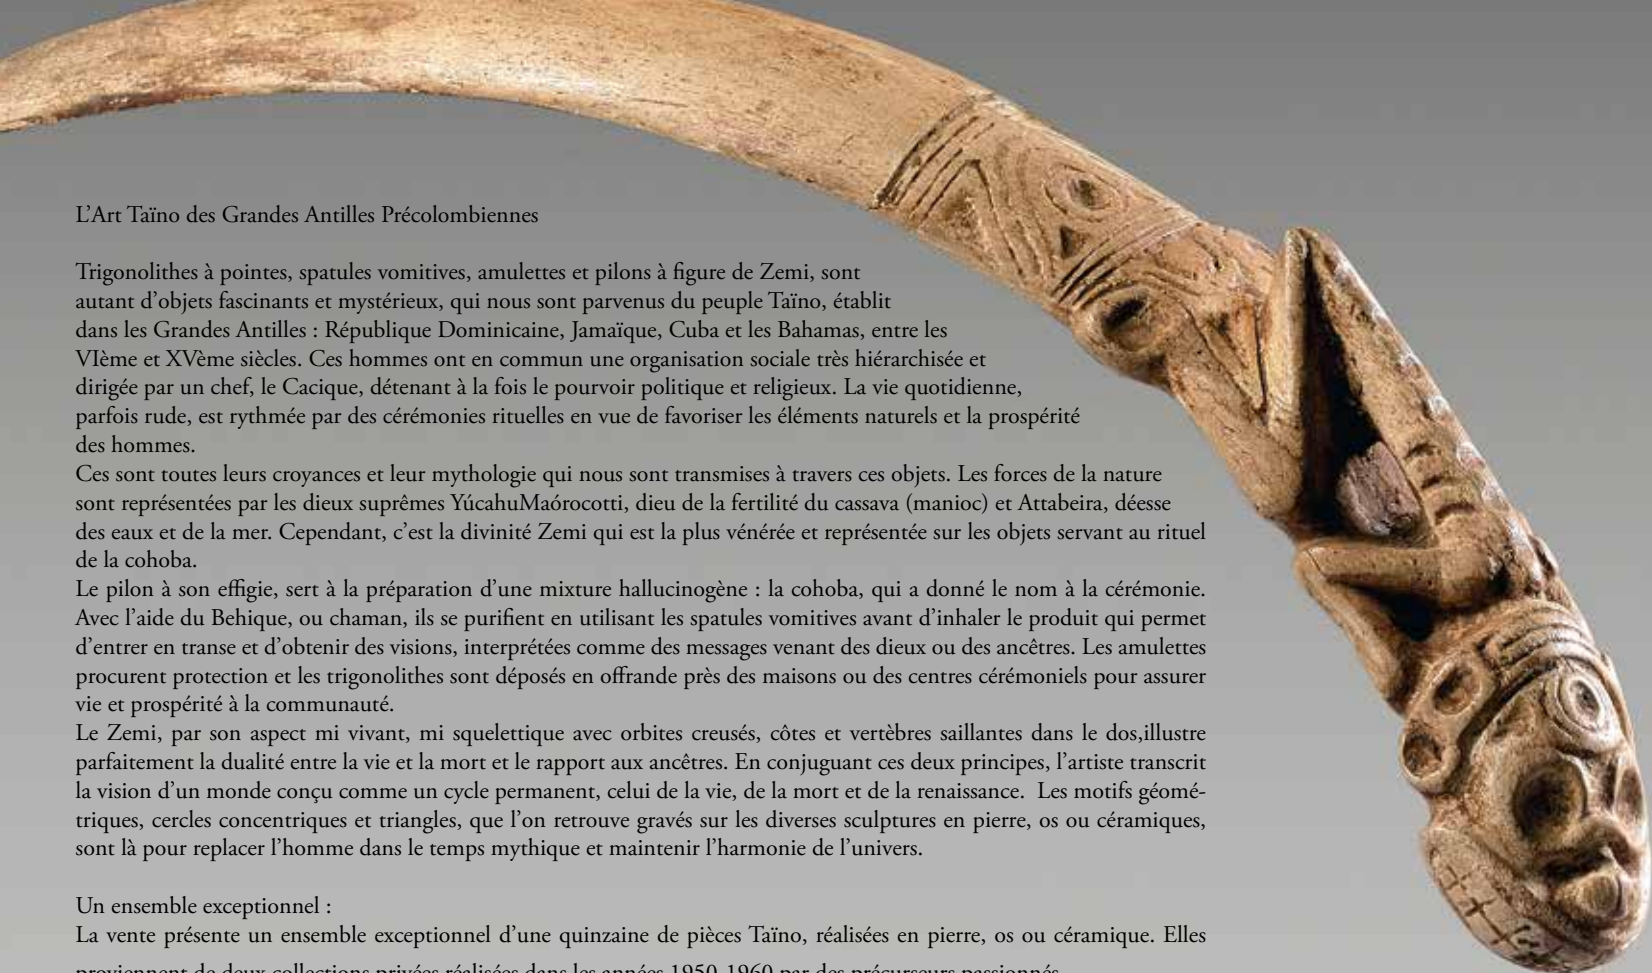 L’Art Taïno des Grandes Antilles Précolombiennes
Trigonolithes à pointes, spatules vomitives, amulettes et pilons à figure de Zemi, sont
autant d’objets fascinants et mystérieux, qui nous sont parvenus du peuple Taïno, établit
dans les Grandes Antilles : République Dominicaine, Jamaïque, Cuba et les Bahamas, entre les
VIème et XVème siècles. Ces hommes ont en commun une organisation sociale très hiérarchisée et
dirigée par un chef, le Cacique, détenant à la fois le pourvoir politique et religieux. La vie quotidienne,
parfois rude, est rythmée par des cérémonies rituelles en vue de favoriser les éléments naturels et la prospérité
des hommes.
Ces sont toutes leurs croyances et leur mythologie qui nous sont transmises à travers ces objets. Les forces de la nature
sont représentées par les dieux suprêmes YúcahuMaórocotti, dieu de la fertilité du cassava (manioc) et Attabeira, déesse
des eaux et de la mer. Cependant, c’est la divinité Zemi qui est la plus vénérée et représentée sur les objets servant au rituel
de la cohoba.
Le pilon à son effigie, sert à la préparation d’une mixture hallucinogène : la cohoba, qui a donné le nom à la cérémonie.
Avec l’aide du Behique, ou chaman, ils se purifient en utilisant les spatules vomitives avant d’inhaler le produit qui permet
d’entrer en transe et d’obtenir des visions, interprétées comme des messages venant des dieux ou des ancêtres. Les amulettes
procurent protection et les trigonolithes sont déposés en offrande près des maisons ou des centres cérémoniels pour assurer
vie et prospérité à la communauté.
Le Zemi, par son aspect mi vivant, mi squelettique avec orbites creusés, côtes et vertèbres saillantes dans le dos,illustre
parfaitement la dualité entre la vie et la mort et le rapport aux ancêtres. En conjuguant ces deux principes, l’artiste transcrit
la vision d’un monde conçu comme un cycle permanent, celui de la vie, de la mort et de la renaissance. Les motifs géomé-
triques, cercles concentriques et triangles, que l’on retrouve gravés sur les diverses sculptures en pierre, os ou céramiques,
sont là pour replacer l’homme dans le temps mythique et maintenir l’harmonie de l’univers.
Un ensemble exceptionnel :
La vente présente un ensemble exceptionnel d’une quinzaine de pièces Taïno, réalisées en pierre, os ou céramique. Elles
proviennent de deux collections privées réalisées dans les années 1950-1960 par des précurseurs passionnés